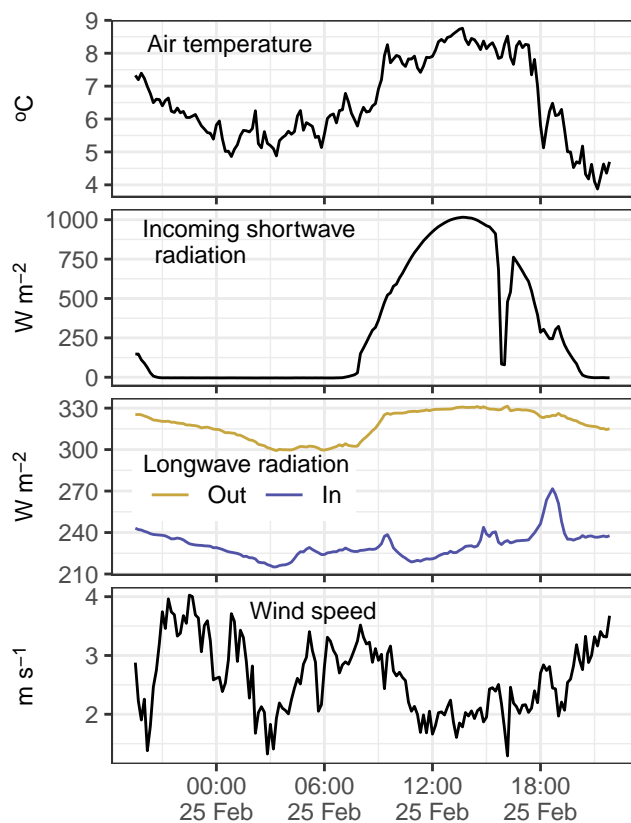 9
8
7
6
5
4
ºC
Air temperature
1000
750
500
250
0
W m⁻²
Incoming shortwave
radiation
330
300
270
240
210
W m⁻²
Longwave radiation
Out In
4
3
2
m s⁻¹
Wind speed
00:00 06:00 12:00 18:00
25 Feb 25 Feb 25 Feb 25 Feb